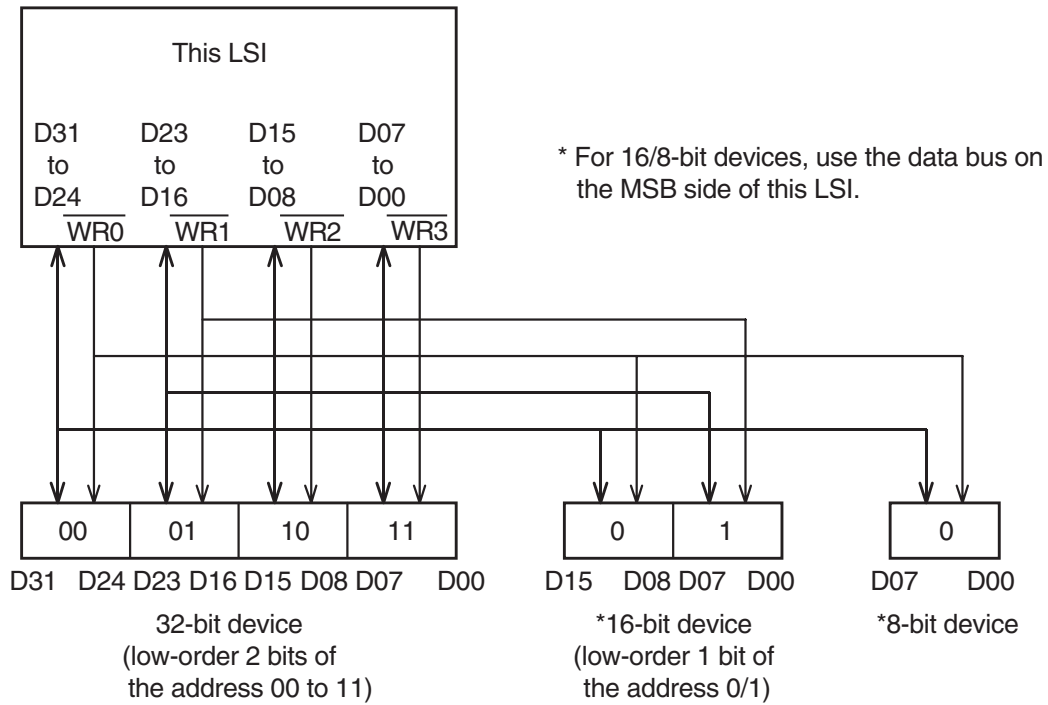 This LSI
D31 D23 D15 D07
to to to to
D24 D16 D08 D00
WR0 WR1 WR2 WR3
* For 16/8-bit devices, use the data bus on
the MSB side of this LSI.
00 01 10 11 0 1 0
D31 D24 D23 D16 D15 D08 D07 D00 D15 D08 D07 D00 D07 D00
32-bit device
(low-order 2 bits of
the address 00 to 11)
*16-bit device
(low-order 1 bit of
the address 0/1)
*8-bit device